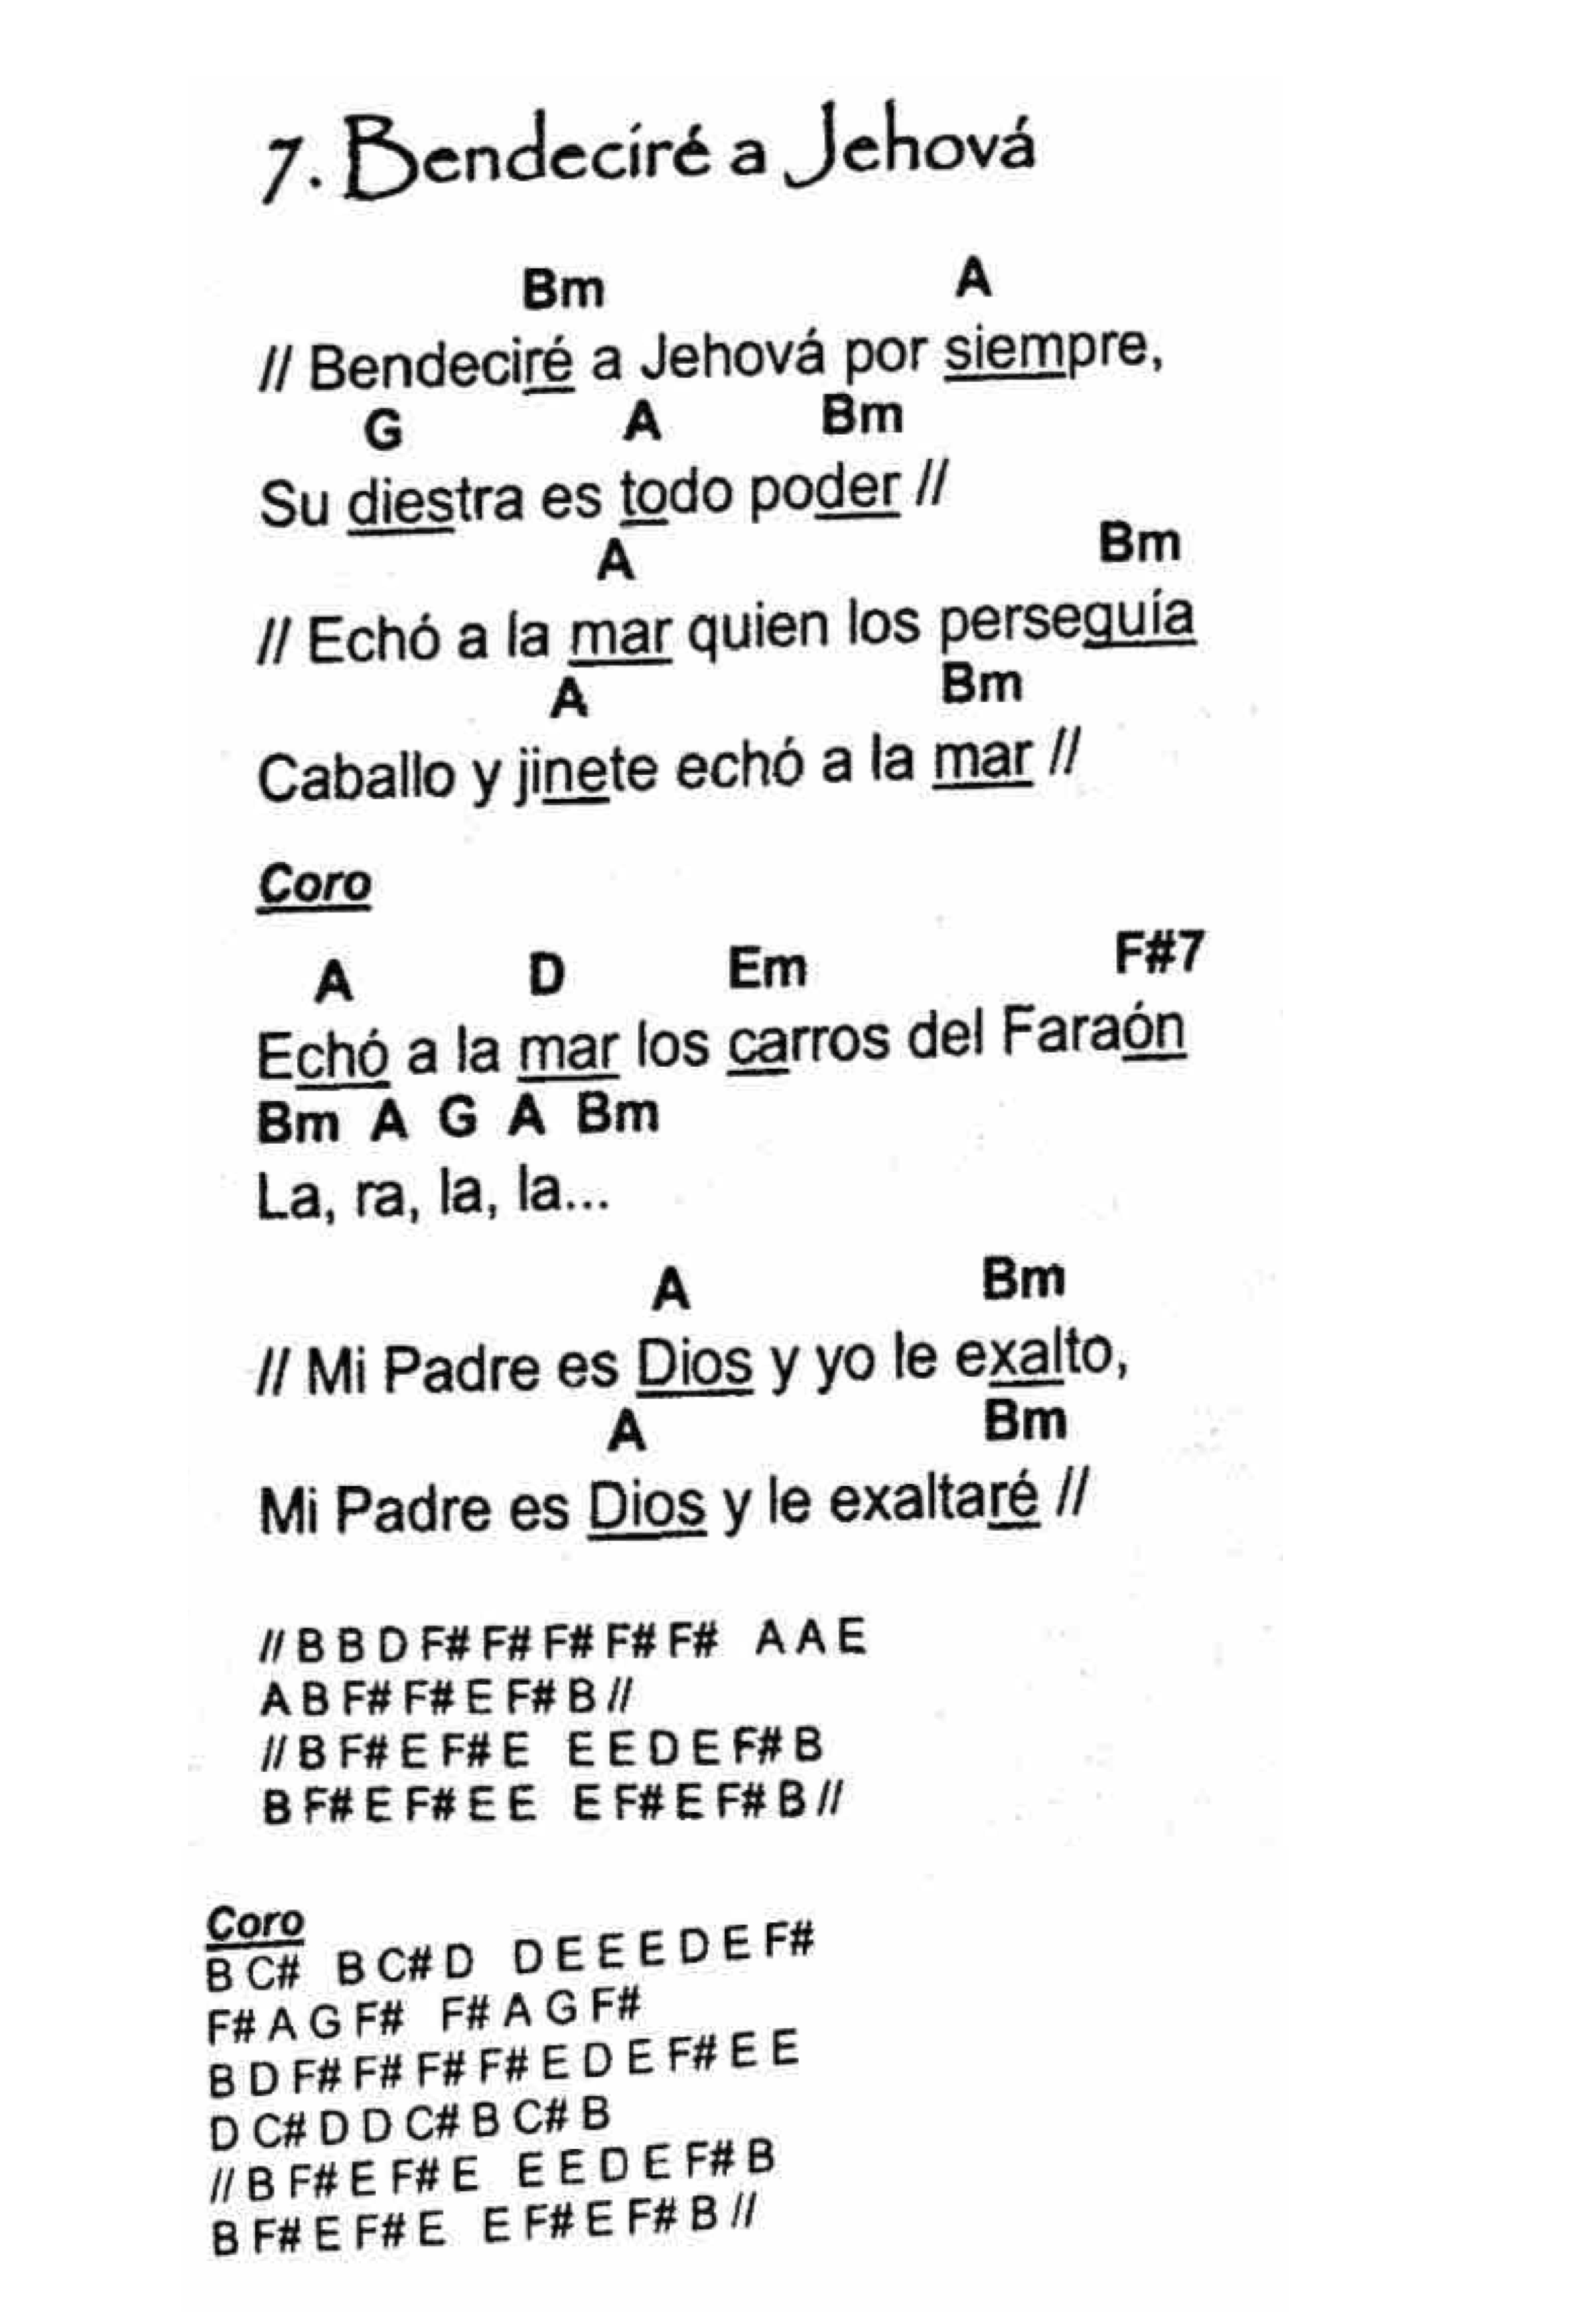 7. Bendeciré a Jehová
Bm A
// Bendeciré a Jehová por siempre,
G A Bm
Su diestra es todo poder //
A Bm
// Echó a la mar quien los perseguía
A Bm
Caballo y jinete echó a la mar //
Coro
A D Em F#7
Echó a la mar los carros del Faraón
Bm A G A Bm
La, ra, la, la...
A Bm
// Mi Padre es Dios y yo le exalto,
A Bm
Mi Padre es Dios y le exaltaré //
// B B D F# F# F# F# F# A A E
A B F# F# E F# B //
// B F# E F# E E E D E F# B
B F# E F# E E E F# E F# B //
Coro
B C# B C# D D E E E D E F#
F# A G F# F# A G F#
B D F# F# F# F# E D E F# E E
D C# D D C# B C# B
// B F# E F# E E E D E F# B
B F# E F# E E F# E F# B //